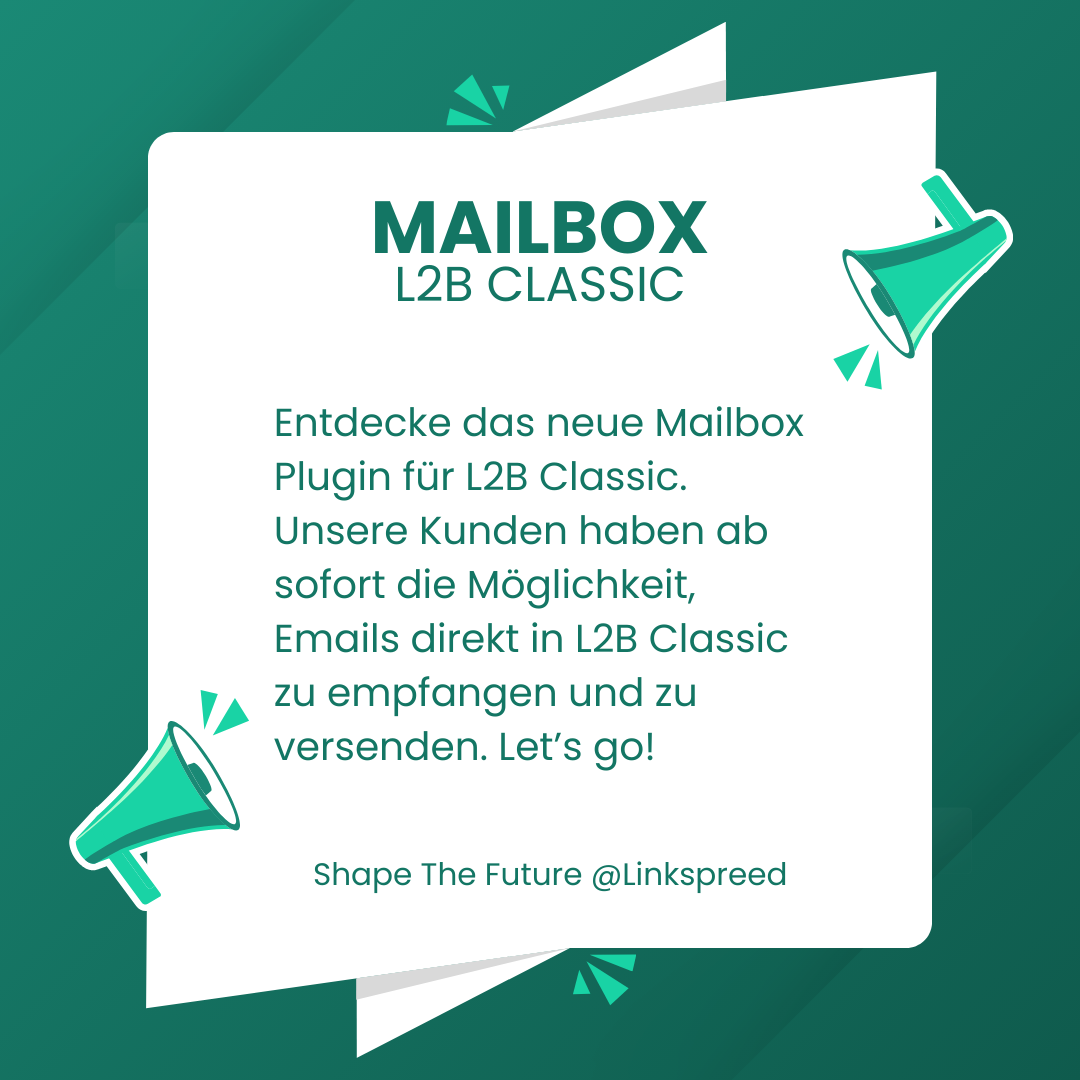 MAILBOX
L2B CLASSIC
Entdecke das neue Mailbox
Plugin für L2B Classic.
Unsere Kunden haben ab
sofort die Möglichkeit,
Emails direkt in L2B Classic
zu empfangen und zu
versenden. Let’s go!
Shape The Future @Linkspreed